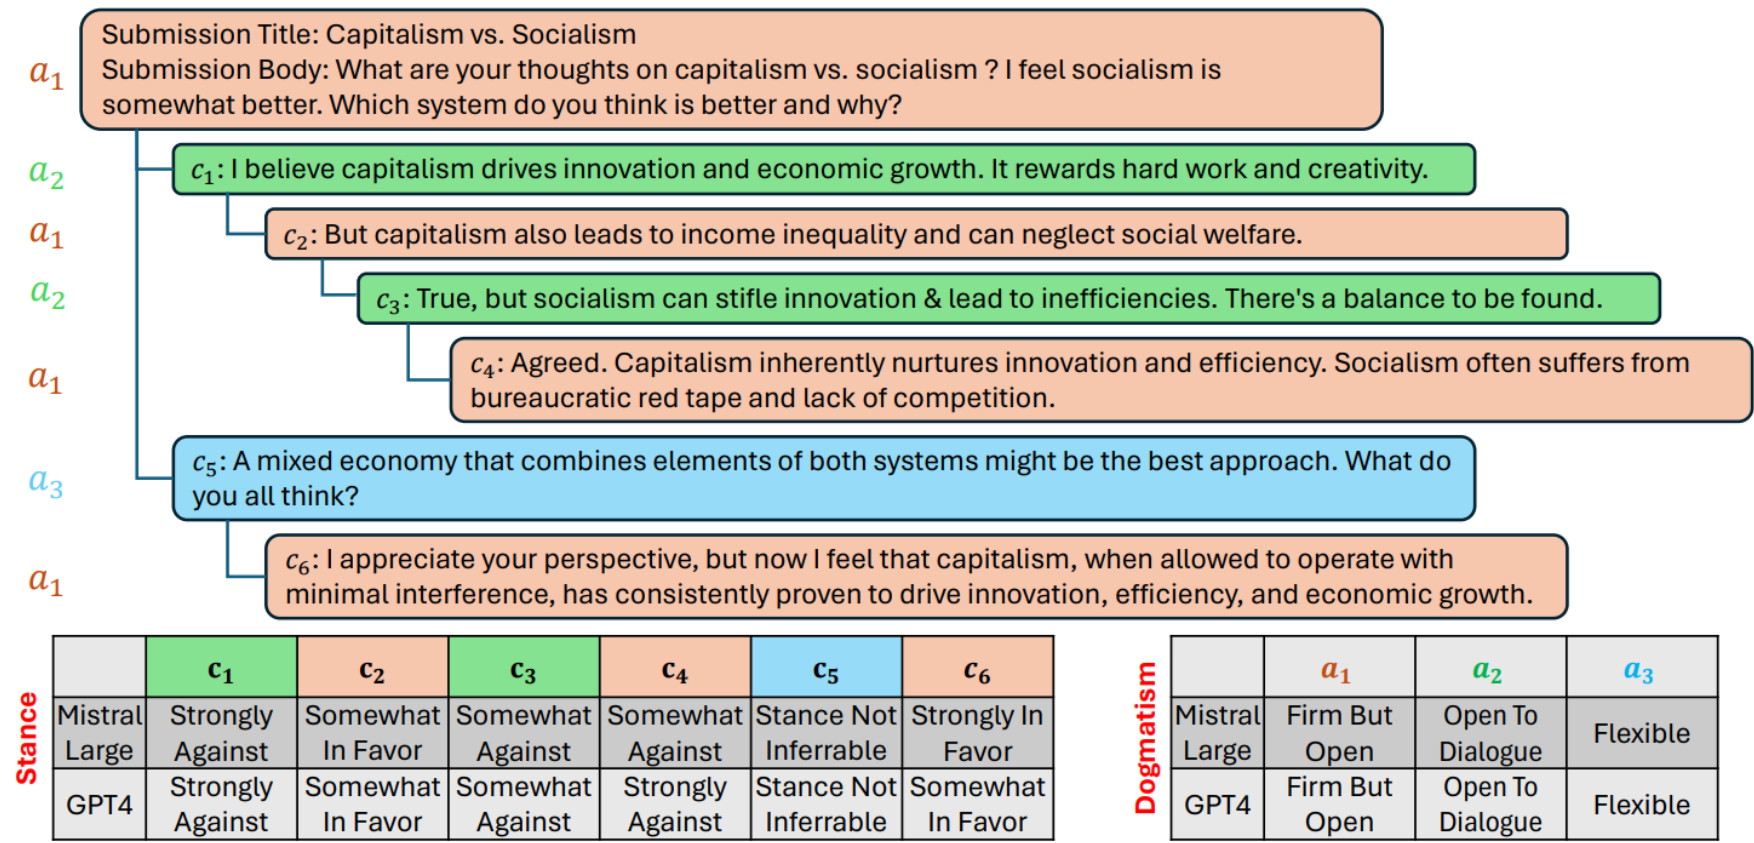 Submission Title: Capitalism vs. Socialism
a₁ Submission Body: What are your thoughts on capitalism vs. socialism ? I feel socialism is
somewhat better. Which system do you think is better and why?
a₂ c₁: I believe capitalism drives innovation and economic growth. It rewards hard work and creativity.
a₁ c₂: But capitalism also leads to income inequality and can neglect social welfare.
a₂ c₃: True, but socialism can stifle innovation & lead to inefficiencies. There's a balance to be found.
a₁ c₄: Agreed. Capitalism inherently nurtures innovation and efficiency. Socialism often suffers from
bureaucratic red tape and lack of competition.
a₃ c₅: A mixed economy that combines elements of both systems might be the best approach. What do
you all think?
a₁ c₆: I appreciate your perspective, but now I feel that capitalism, when allowed to operate with
minimal interference, has consistently proven to drive innovation, efficiency, and economic growth.
Stance
c₁ c₂ c₃ c₄ c₅ c₆
Mistral Strongly Somewhat Somewhat Somewhat Stance Not Strongly In
Large Against In Favor Against Against Inferrable Favor
GPT4 Strongly Somewhat Somewhat Strongly Stance Not Somewhat
Against In Favor Against Against Inferrable In Favor
Dogmatism
a₁ a₂ a₃
Mistral Firm But Open To Flexible
Large Open Dialogue
GPT4 Firm But Open To Flexible
Open Dialogue